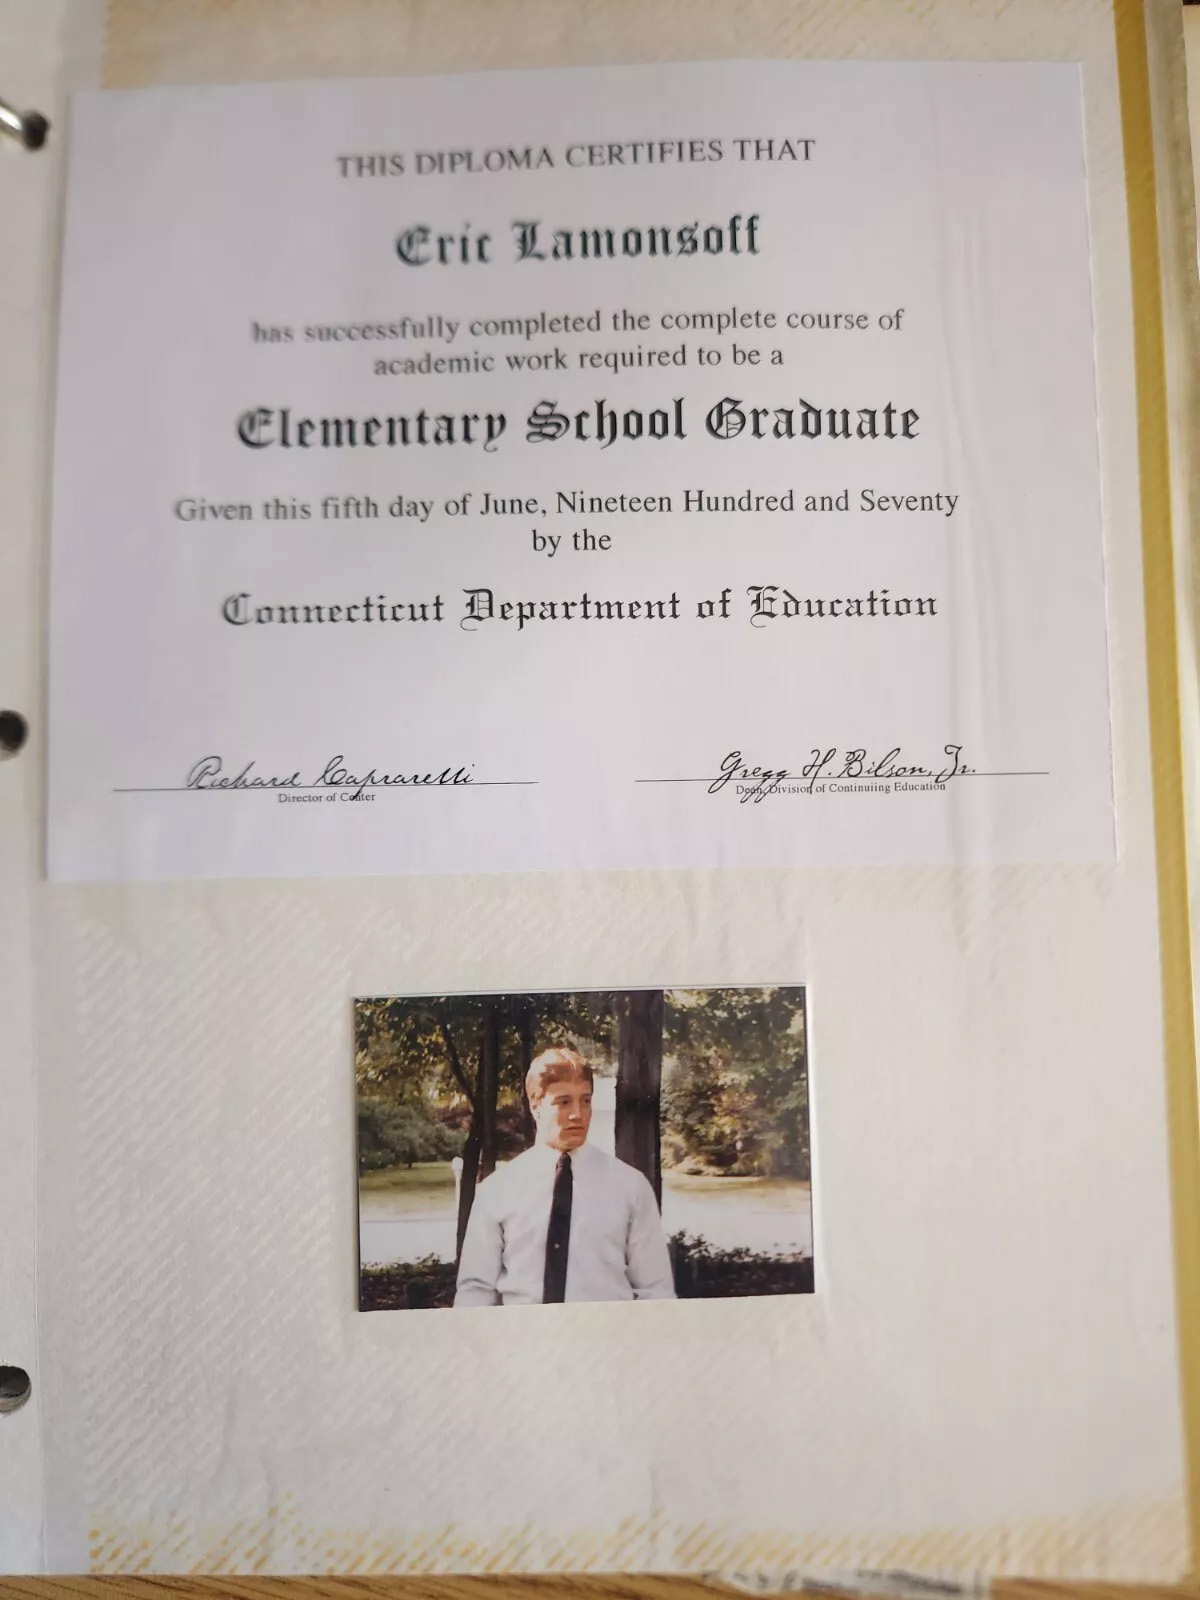 THIS DIPLOMA CERTIFIES THAT
Eric Lamonsoff
has successfully completed the complete course of
academic work required to be a
Elementary School Graduate
Given this fifth day of June, Nineteen Hundred and Seventy
by the
Connecticut Department of Education
Richard Caprarelli
Director of Center
Gregg H. Bilson, Jr.
Dean, Division of Continuiing Education